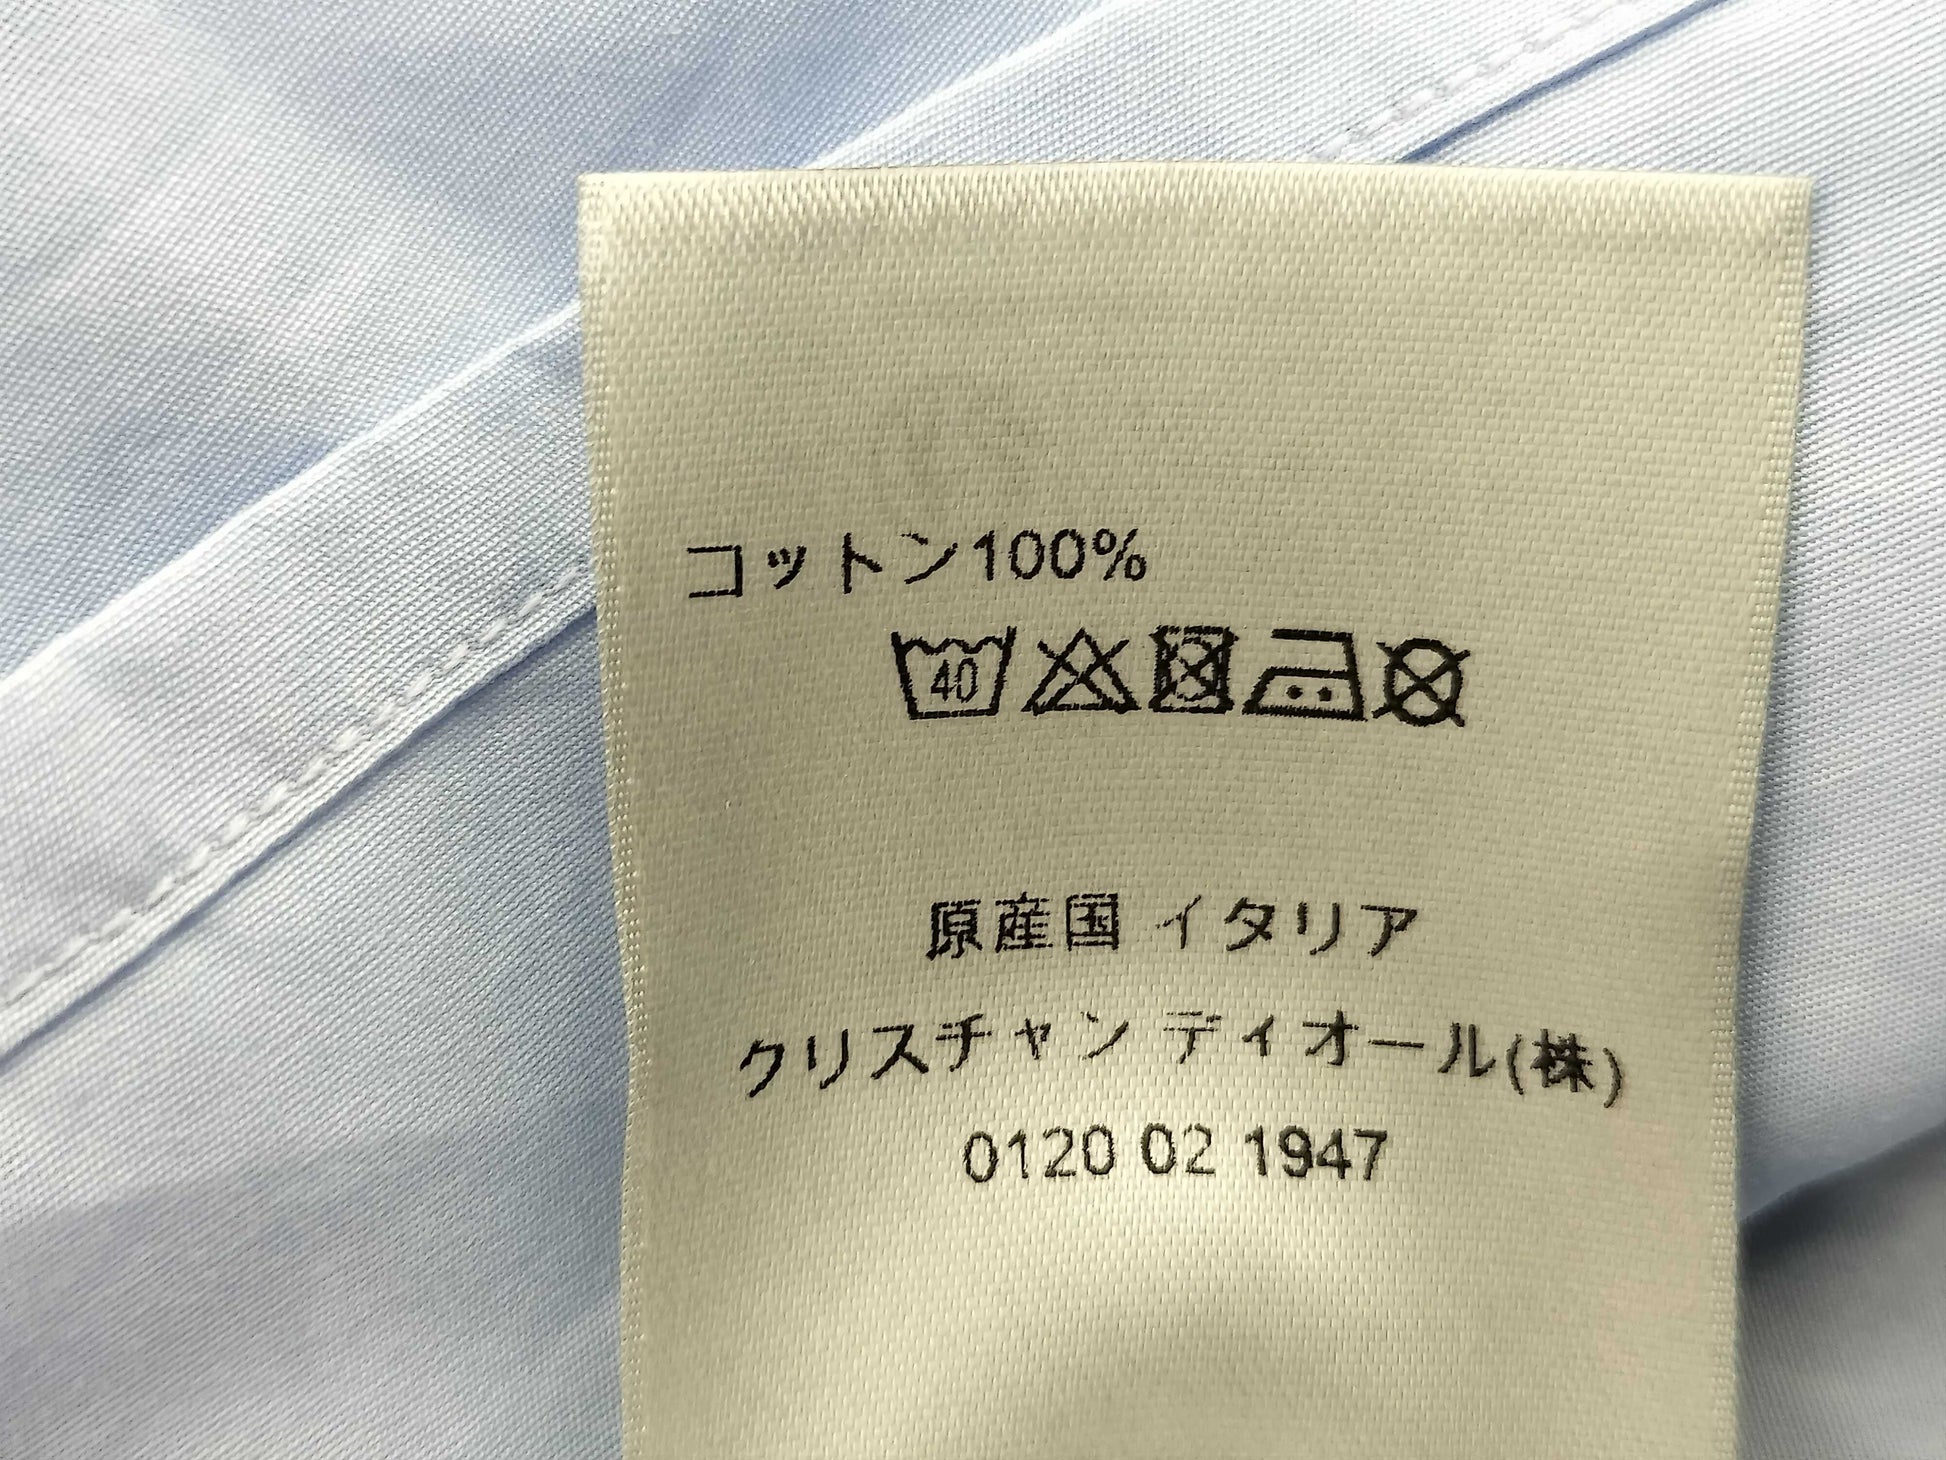 コットン100%
40
原産国 イタリア
クリスチャン ディオール(株)
0120 02 1947